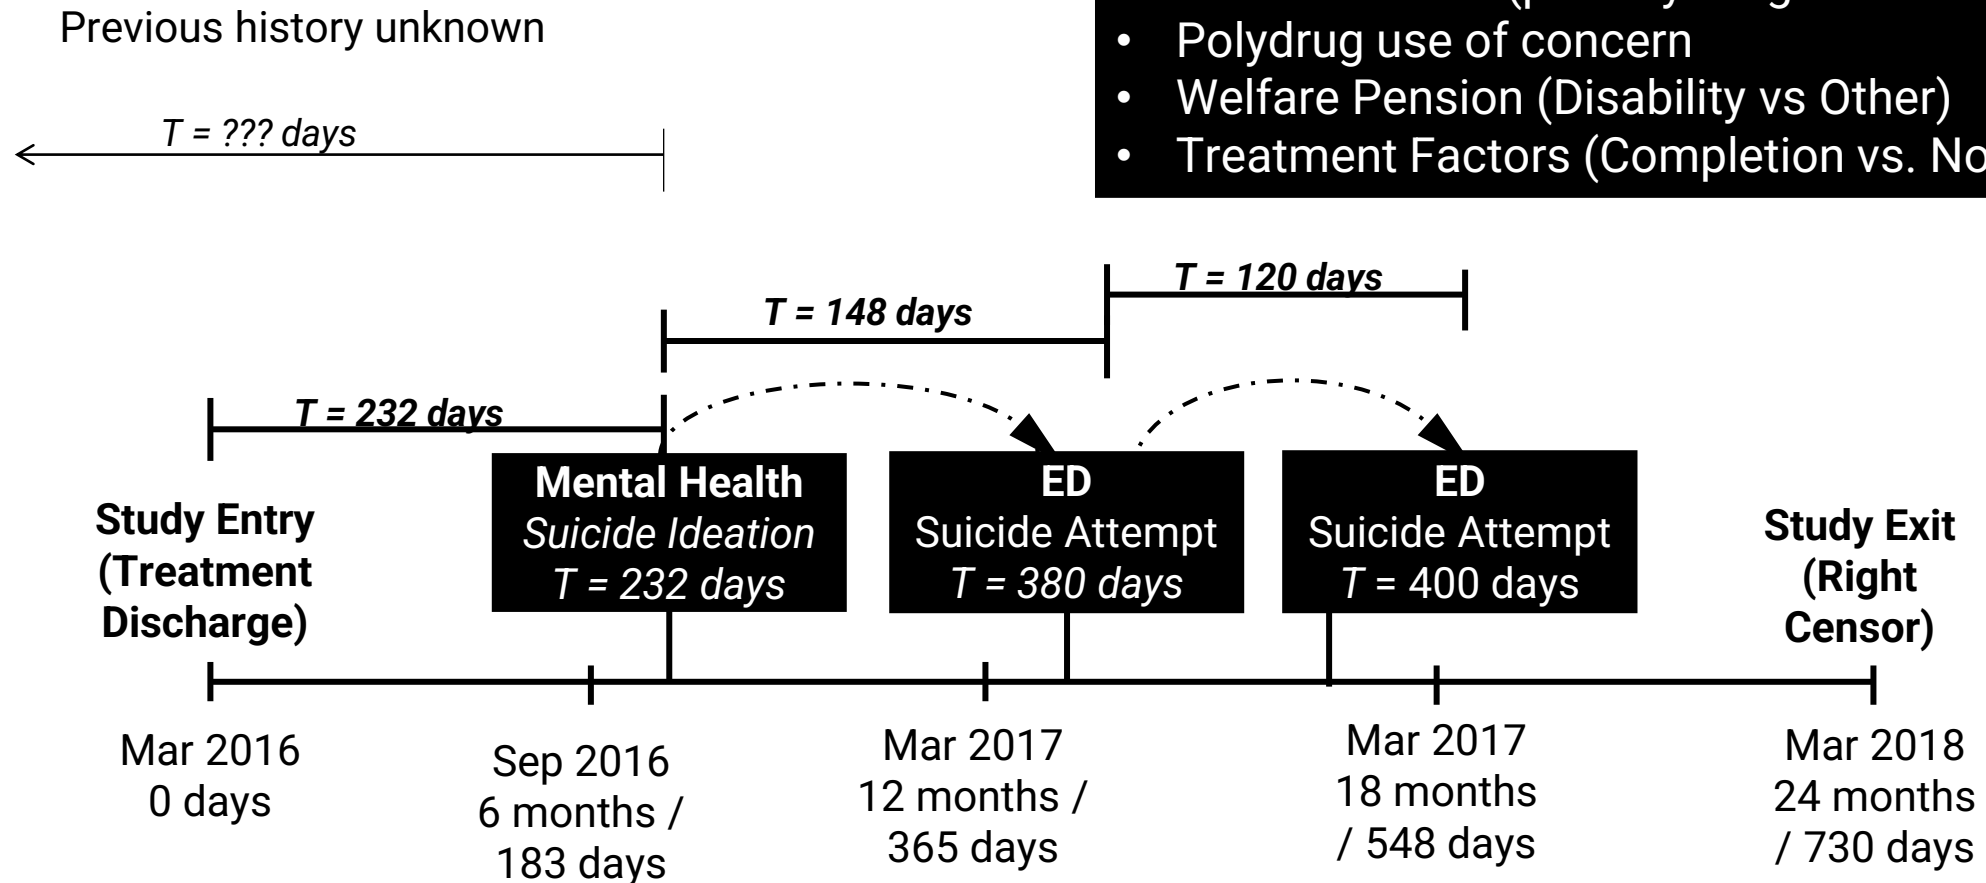 Previous history unknown
T = ??? days
• Polydrug use of concern
• Welfare Pension (Disability vs Other)
• Treatment Factors (Completion vs.
T = 120 days
T = 148 days
T = 232 days
Study Entry
(Treatment
Discharge)
Mental Health
Suicide Ideation
T = 232 days
ED
Suicide Attempt
T = 380 days
ED
Suicide Attempt
T = 400 days
Study Exit
(Right
Censor)
Mar 2016
0 days
Sep 2016
6 months /
183 days
Mar 2017
12 months /
365 days
Mar 2017
18 months
/ 548 days
Mar 2018
24 months
/ 730 days